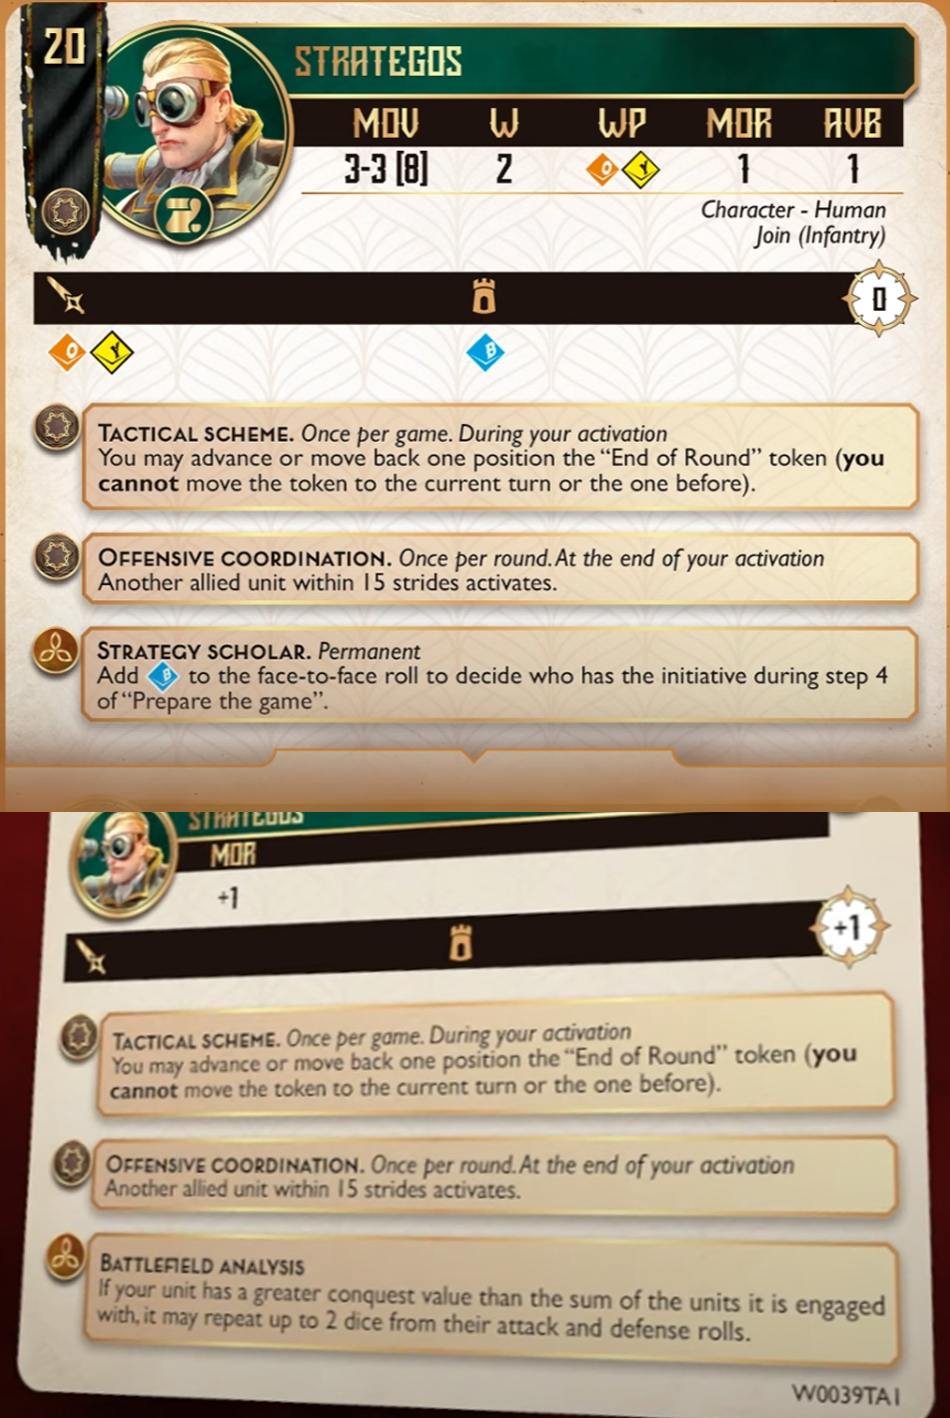 20
STRATEGOS
MOV W WP MOR AVB
3-3 [8] 2 O Y 1 1
Character - Human
Join (Infantry)
0
O Y B
TACTICAL SCHEME. Once per game. During your activation
You may advance or move back one position the “End of Round” token (you
cannot move the token to the current turn or the one before).
OFFENSIVE COORDINATION. Once per round. At the end of your activation
Another allied unit within 15 strides activates.
STRATEGY SCHOLAR. Permanent
Add B to the face-to-face roll to decide who has the initiative during step 4
of “Prepare the game”.
STRATEGOS
MOR
+1
+1
TACTICAL SCHEME. Once per game. During your activation
You may advance or move back one position the “End of Round” token (you
cannot move the token to the current turn or the one before).
OFFENSIVE COORDINATION. Once per round. At the end of your activation
Another allied unit within 15 strides activates.
BATTLEFIELD ANALYSIS
If your unit has a greater conquest value than the sum of the units it is engaged
with, it may repeat up to 2 dice from their attack and defense rolls.
W0039TA1